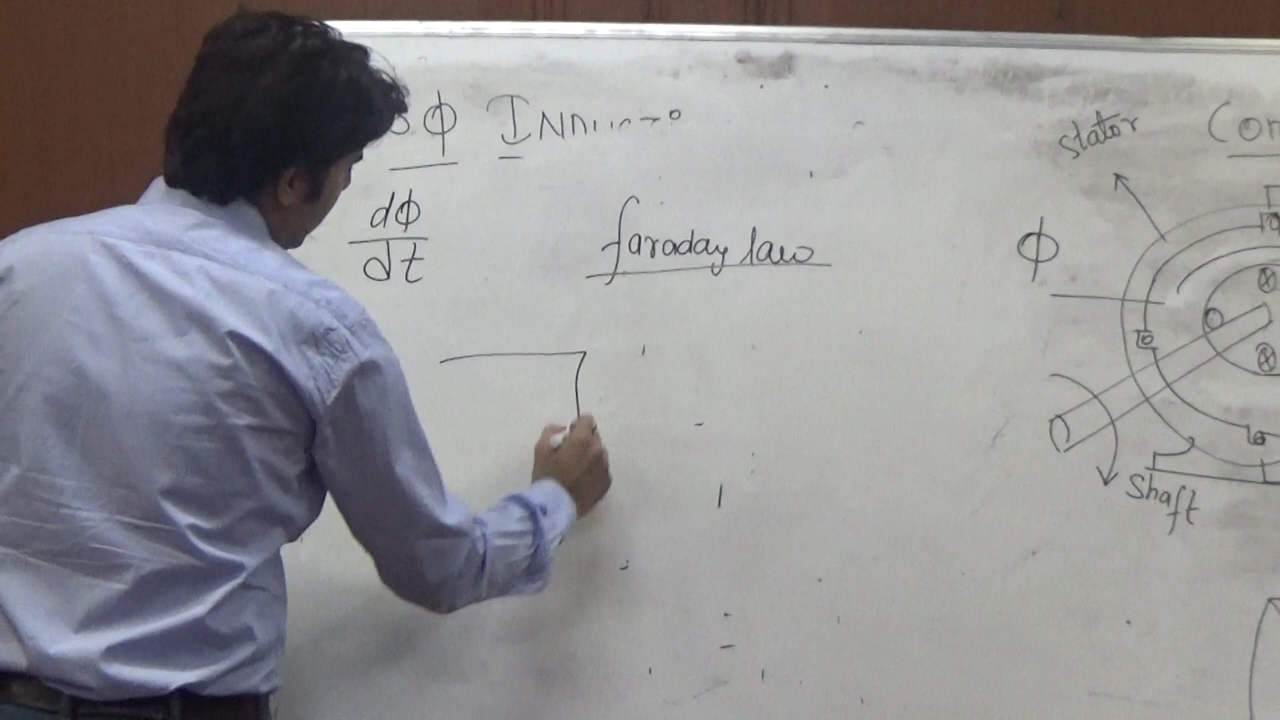 φ
dφ
dt
faraday law
stator
φ
Shaft